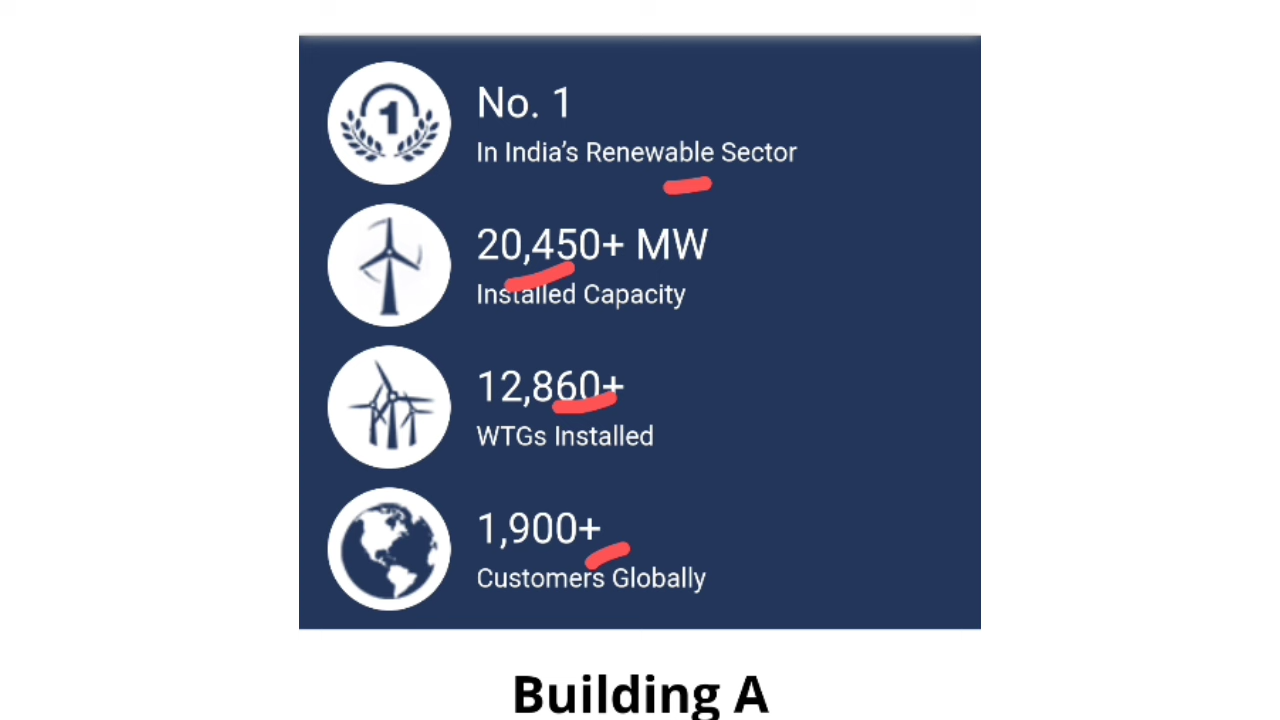 1
No. 1
In India’s Renewable Sector
20,450+ MW
Installed Capacity
12,860+
WTGs Installed
1,900+
Customers Globally
Building A